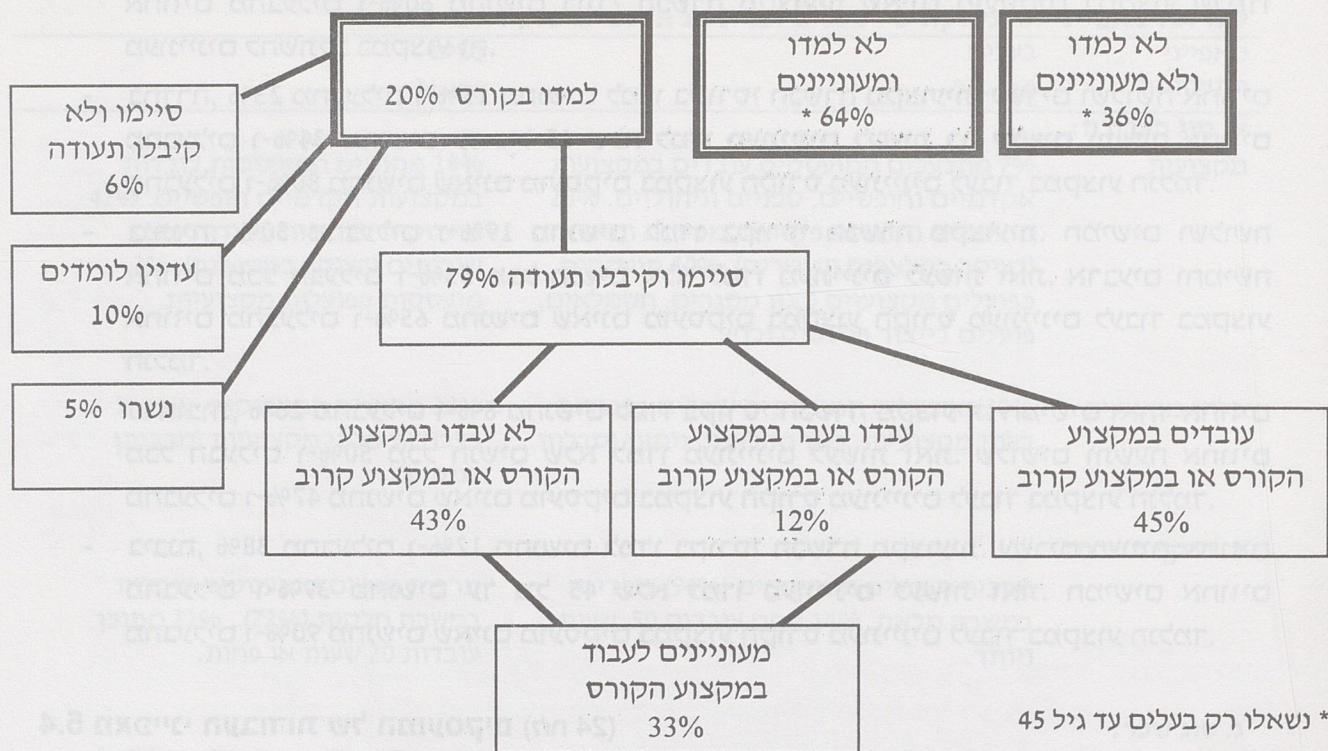 לא למדו
ולא מעוניינים
36% *
לא למדו
ומעוניינים
64% *
למדו בקורס 20%
סיימו ולא
קיבלו תעודה
6%
עדיין לומדים
10%
נשרו 5%
סיימו וקיבלו תעודה 79%
עובדים במקצוע
הקורס או במקצוע קרוב
45%
עבדו בעבר במקצוע
הקורס או במקצוע קרוב
12%
לא עבדו במקצוע
הקורס או במקצוע קרוב
43%
מעוניינים לעבוד
במקצוע הקורס
33%
* נשאלו רק בעלים עד גיל 45